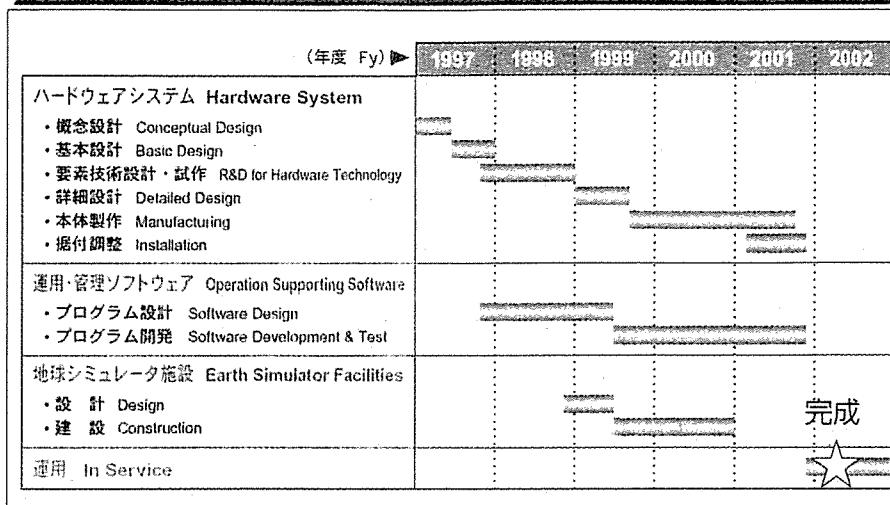 (年度 Fy) ▶ 1997 1998 1999 2000 2001 2002
ハードウェアシステム Hardware System
・概念設計 Conceptual Design
・基本設計 Basic Design
・要素技術設計・試作 R&D for Hardware Technology
・詳細設計 Detailed Design
・本体製作 Manufacturing
・据付調整 Installation
運用・管理ソフトウェア Operation Supporting Software
・プログラム設計 Software Design
・プログラム開発 Software Development & Test
地球シミュレータ施設 Earth Simulator Facilities
・設 計 Design
・建 設 Construction
完成
運用 In Service